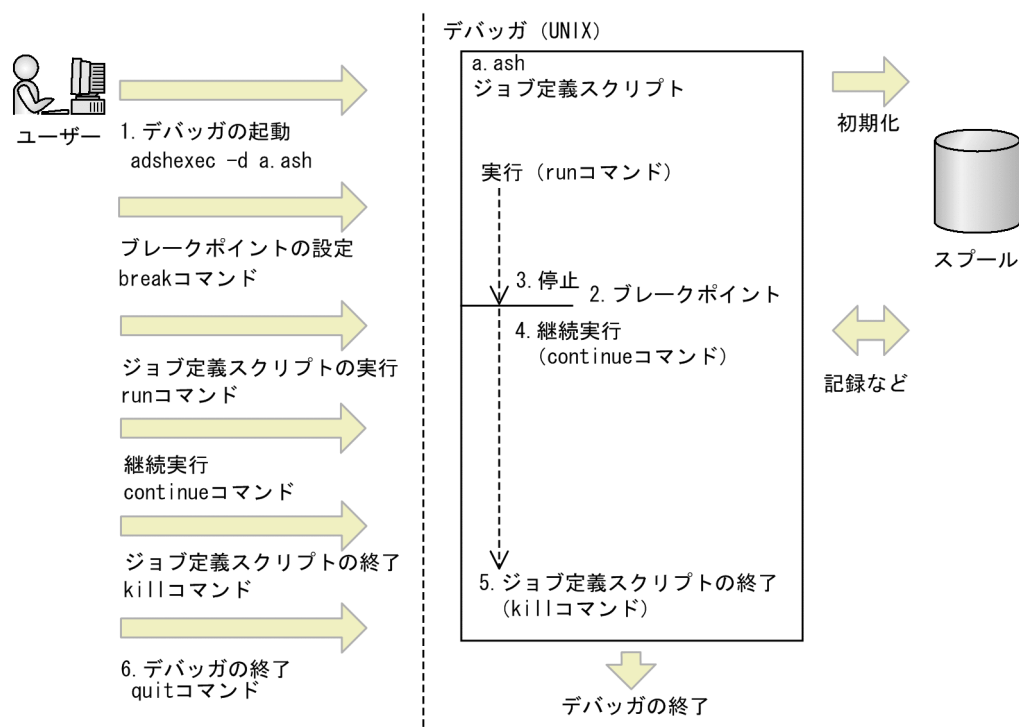 デバッガ (UNIX)
ユーザー
1.デバッガの起動
adshexec -d a.ash
ブレークポイントの設定
breakコマンド
ジョブ定義スクリプトの実行
runコマンド
継続実行
continueコマンド
ジョブ定義スクリプトの終了
killコマンド
6.デバッガの終了
quitコマンド
a.ash
ジョブ定義スクリプト
実行 (runコマンド)
3.停止
2.ブレークポイント
4.継続実行
(continueコマンド)
5.ジョブ定義スクリプトの終了
(killコマンド)
デバッガの終了
初期化
スプール
記録など